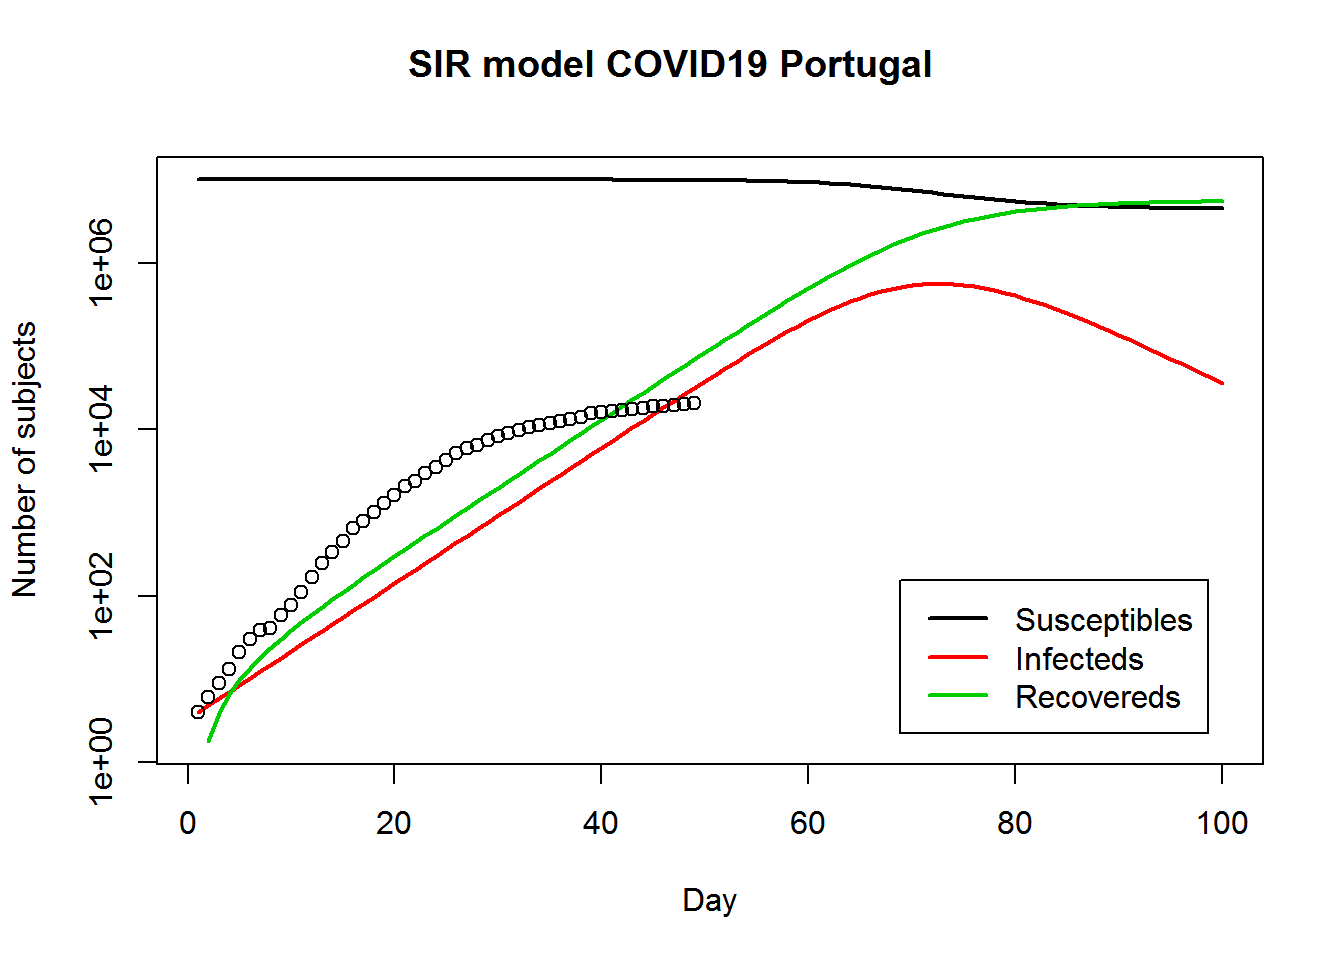 SIR model COVID19 Portugal
Number of subjects
1e+06
1e+04
1e+02
1e+00
Susceptibles
Infecteds
Recovereds
0 20 40 60 80 100
Day